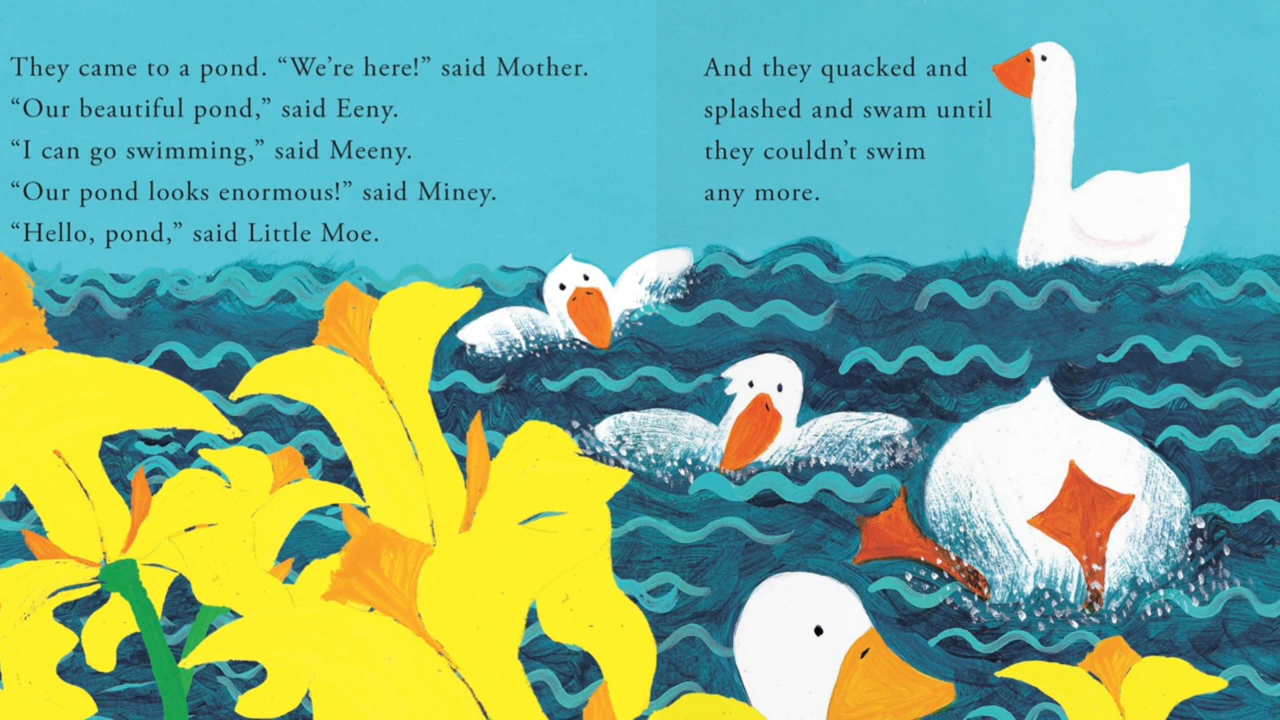 They came to a pond. “We’re here!” said Mother.
“Our beautiful pond,” said Eeny.
“I can go swimming,” said Meeny.
“Our pond looks enormous!” said Miney.
“Hello, pond,” said Little Moe.
And they quacked and
splashed and swam until
they couldn’t swim
any more.